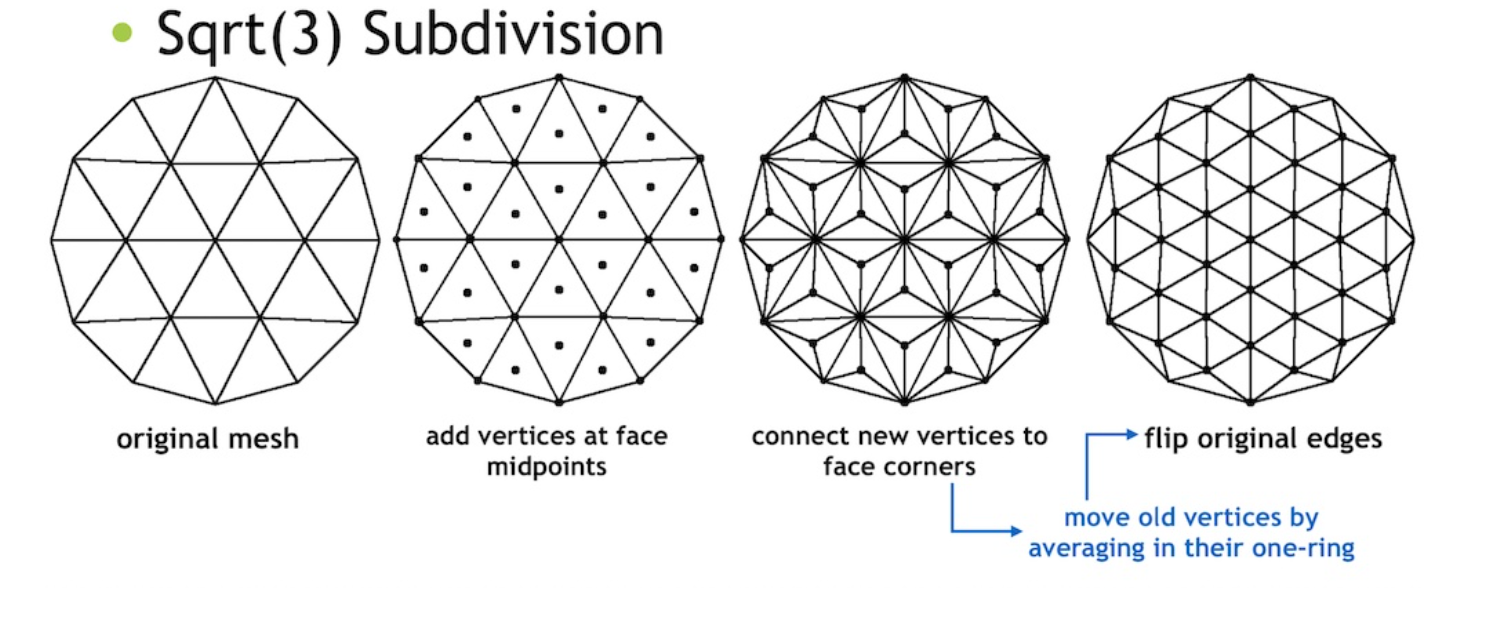 • Sqrt(3) Subdivision
original mesh
add vertices at face
midpoints
connect new vertices to
face corners
flip original edges
move old vertices by
averaging in their one-ring